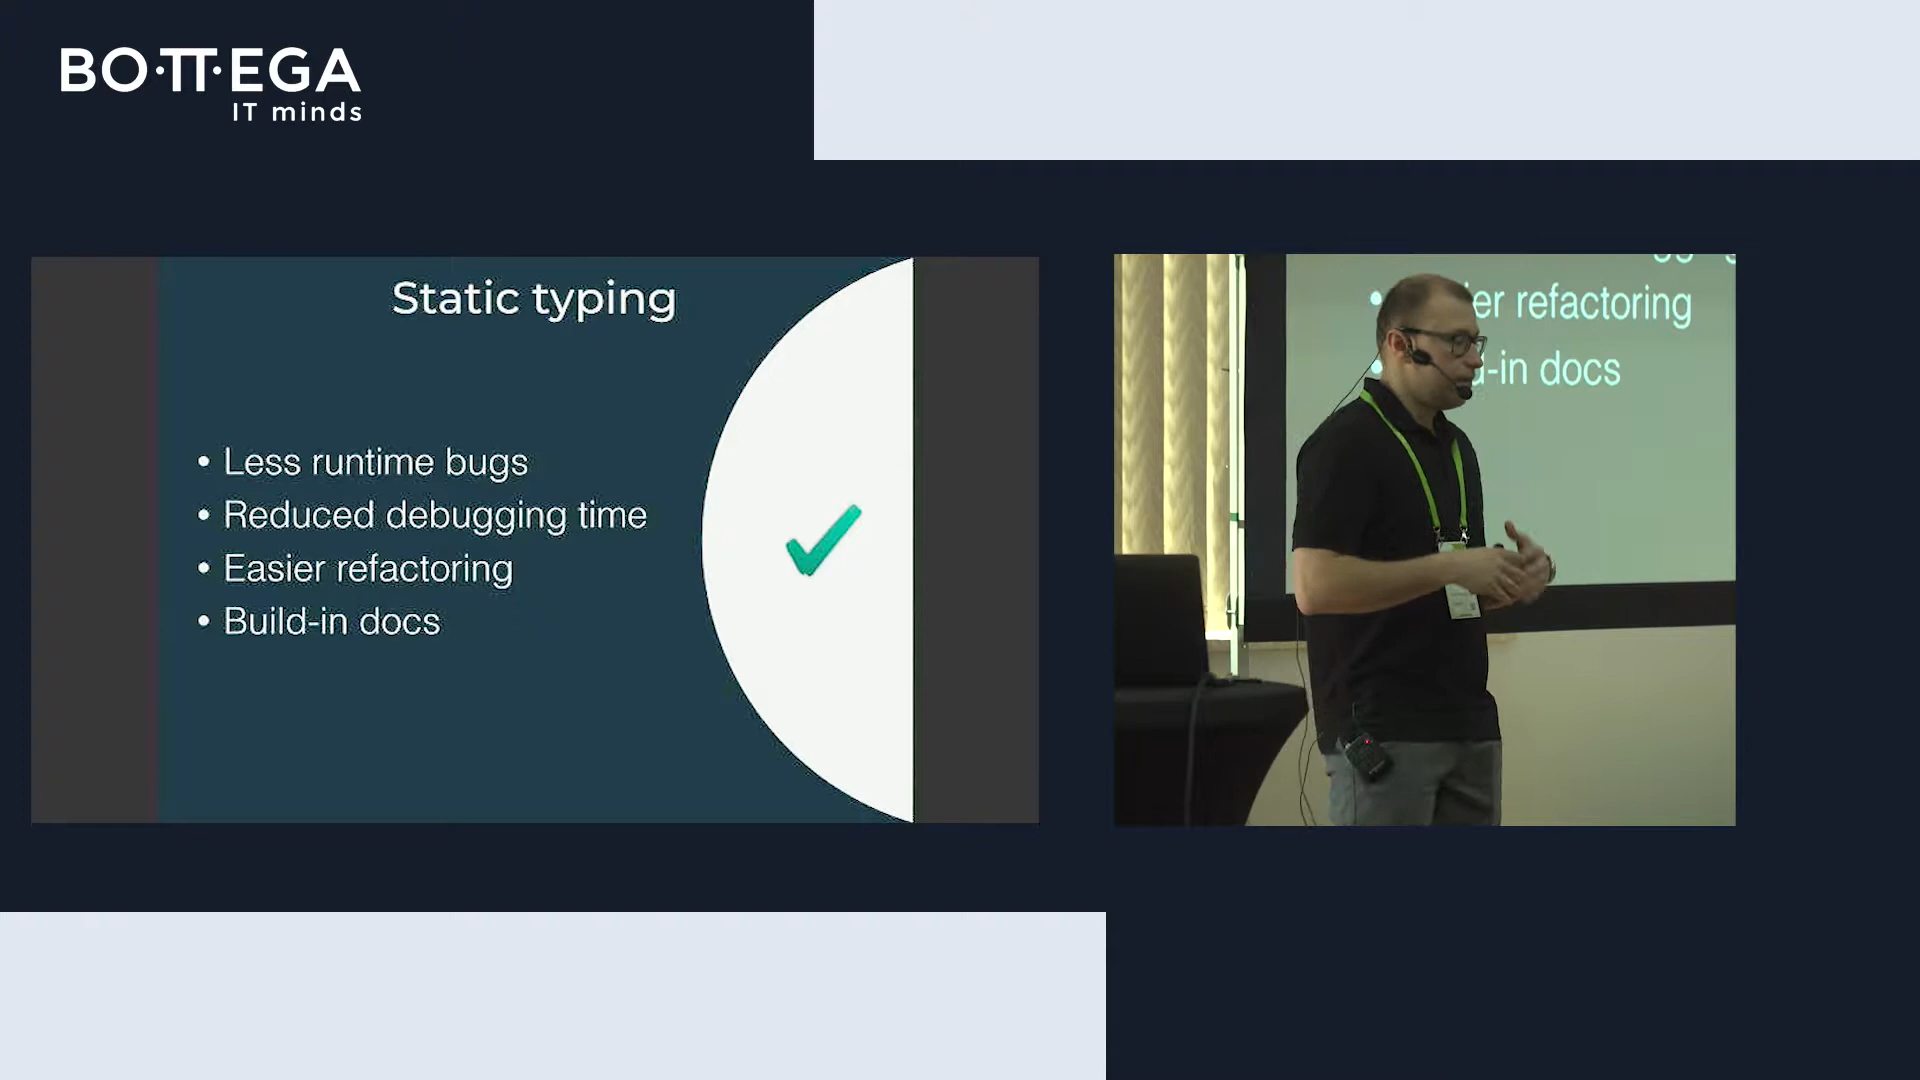 BO·TT·EGA
IT minds
Static typing
• Less runtime bugs
• Reduced debugging time
• Easier refactoring
• Build-in docs
er refactoring
-in docs